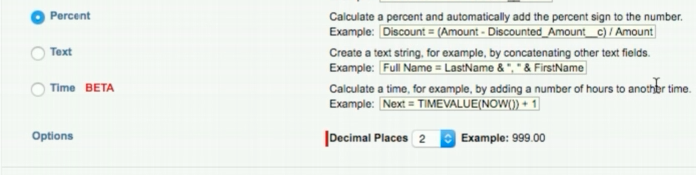 Percent
Calculate a percent and automatically add the percent sign to the number.
Example: Discount = (Amount - Discounted_Amount__c) / Amount
Text
Create a text string, for example, by concatenating other text fields.
Example: Full Name = LastName & ", " & FirstName
Time BETA
Calculate a time, for example, by adding a number of hours to another time.
Example: Next = TIMEVALUE(NOW()) + 1
Options
Decimal Places 2 Example: 999.00